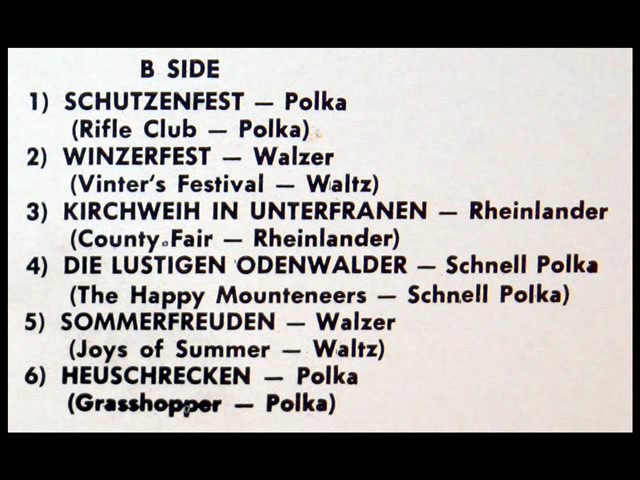 B SIDE
1) SCHUTZENFEST — Polka
(Rifle Club — Polka)
2) WINZERFEST — Walzer
(Vinter's Festival — Waltz)
3) KIRCHWEIH IN UNTERFRANEN — Rheinlander
(County Fair — Rheinlander)
4) DIE LUSTIGEN ODENWALDER — Schnell Polka
(The Happy Mounteneers — Schnell Polka)
5) SOMMERFREUDEN — Walzer
(Joys of Summer — Waltz)
6) HEUSCHRECKEN — Polka
(Grasshopper — Polka)